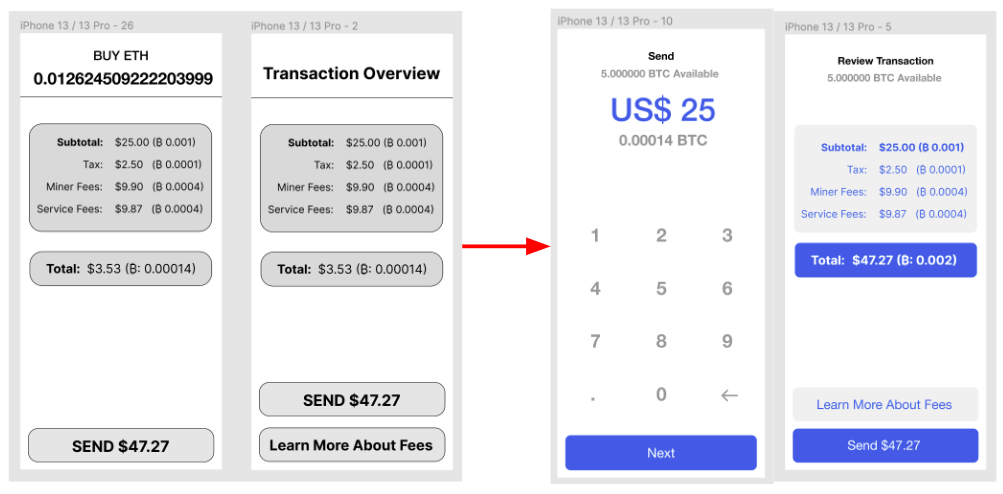 iPhone 13 / 13 Pro - 26
BUY ETH
0.012624509222203999
Subtotal: $25.00 (₿ 0.001)
Tax: $2.50 (₿ 0.0001)
Miner Fees: $9.90 (₿ 0.0004)
Service Fees: $9.87 (₿ 0.0004)
Total: $3.53 (₿: 0.00014)
SEND $47.27
iPhone 13 / 13 Pro - 2
Transaction Overview
Subtotal: $25.00 (₿ 0.001)
Tax: $2.50 (₿ 0.0001)
Miner Fees: $9.90 (₿ 0.0004)
Service Fees: $9.87 (₿ 0.0004)
Total: $3.53 (₿: 0.00014)
SEND $47.27
Learn More About Fees
iPhone 13 / 13 Pro - 10
Send
5.000000 BTC Available
US$ 25
0.00014 BTC
1 2 3
4 5 6
7 8 9
. 0 ←
Next
iPhone 13 / 13 Pro - 5
Review Transaction
5.000000 BTC Available
Subtotal: $25.00 (₿ 0.001)
Tax: $2.50 (₿ 0.0001)
Miner Fees: $9.90 (₿ 0.0004)
Service Fees: $9.87 (₿ 0.0004)
Total: $47.27 (₿: 0.002)
Learn More About Fees
Send $47.27